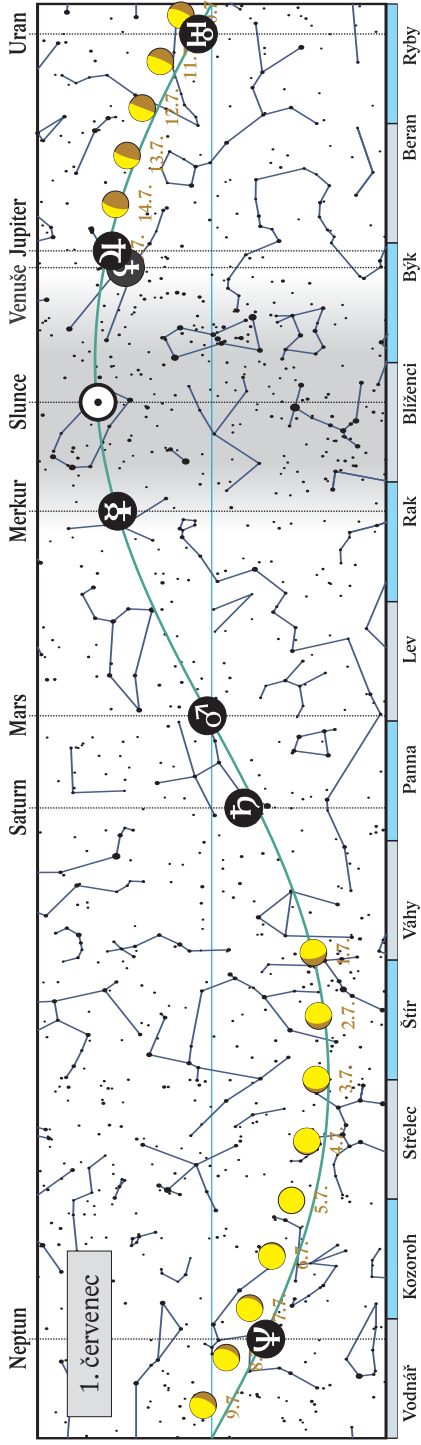 Neptun
Saturn
Mars
Merkur
Slunce
Venuše Jupiter
Uran
1. červenec
9.7.
8.
7.7.
6.7.
5.7.
4.7.
3.7.
2.7.
1.7.
7.
14.7.
13.7.
12.7.
11.
Vodnář
Kozoroh
Střelec
Štír
Váhy
Panna
Lev
Rak
Blíženci
Býk
Beran
Ryby